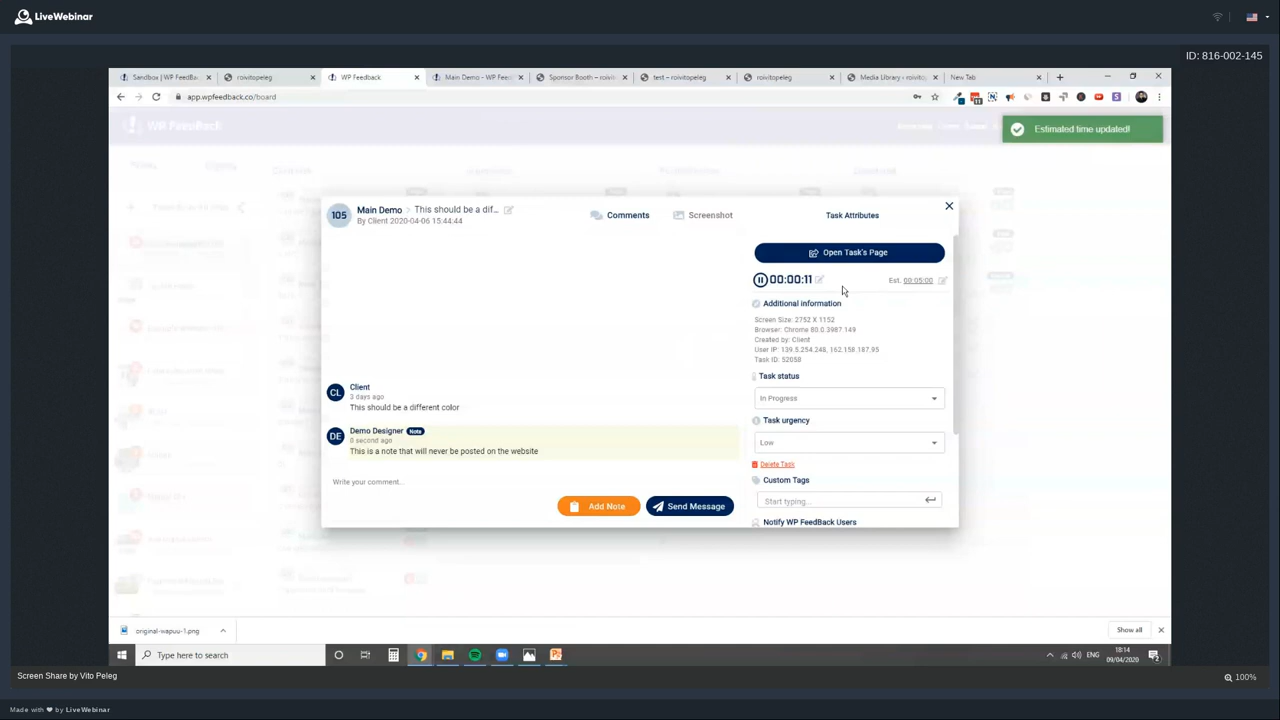 LiveWebinar
ID: 816-002-145
Sandbox | WP FeedBa
roivitopeleg
WP Feedback
Main Demo - WP Feed
Sponsor Booth – roivit
test – roivitopeleg
roivitopeleg
Media Library ‹ roivito
New Tab
app.wpfeedback.co/board
WP FeedBack
Estimated time updated!
105
Main Demo > This should be a dif...
By Client 2020-04-06 15:44:44
Comments
Screenshot
Task Attributes
Open Task's Page
00:00:11
Est. 00:05:00
Additional information
Screen Size: 2752 X 1152
Browser: Chrome 80.0.3987.149
Created by: Client
User IP: 139.5.254.248, 162.158.187.95
Task ID: 52058
Task status
In Progress
Task urgency
Low
Delete Task
Custom Tags
Start typing...
Notify WP FeedBack Users
CL
Client
3 days ago
This should be a different color
DE
Demo Designer Note
0 second ago
This is a note that will never be posted on the website
Write your comment...
Add Note
Send Message
original-wapuu-1.png
Show all
Type here to search
ENG
18:14
09/04/2020
2
Screen Share by Vito Peleg
100%
Made with ❤ by LiveWebinar